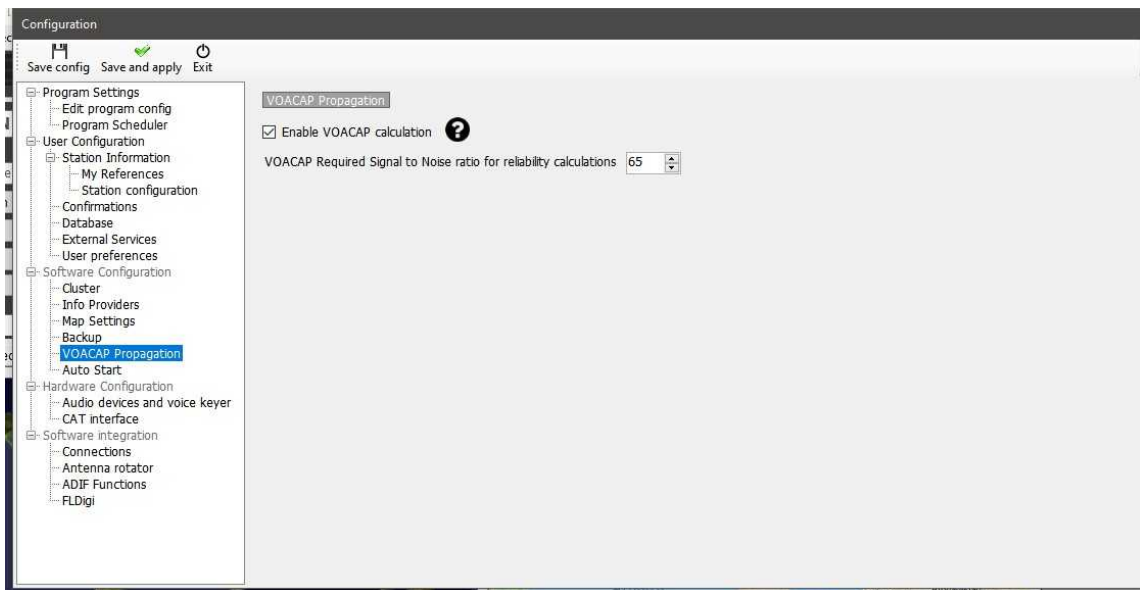 Configuration
Save config Save and apply Exit
Program Settings
Edit program config
Program Scheduler
User Configuration
Station Information
My References
Station configuration
Confirmations
Database
External Services
User preferences
Software Configuration
Cluster
Info Providers
Map Settings
Backup
VOACAP Propagation
Auto Start
Hardware Configuration
Audio devices and voice keyer
CAT interface
Software integration
Connections
Antenna rotator
ADIF Functions
FLDigi
VOACAP Propagation
Enable VOACAP calculation ?
VOACAP Required Signal to Noise ratio for reliability calculations 65